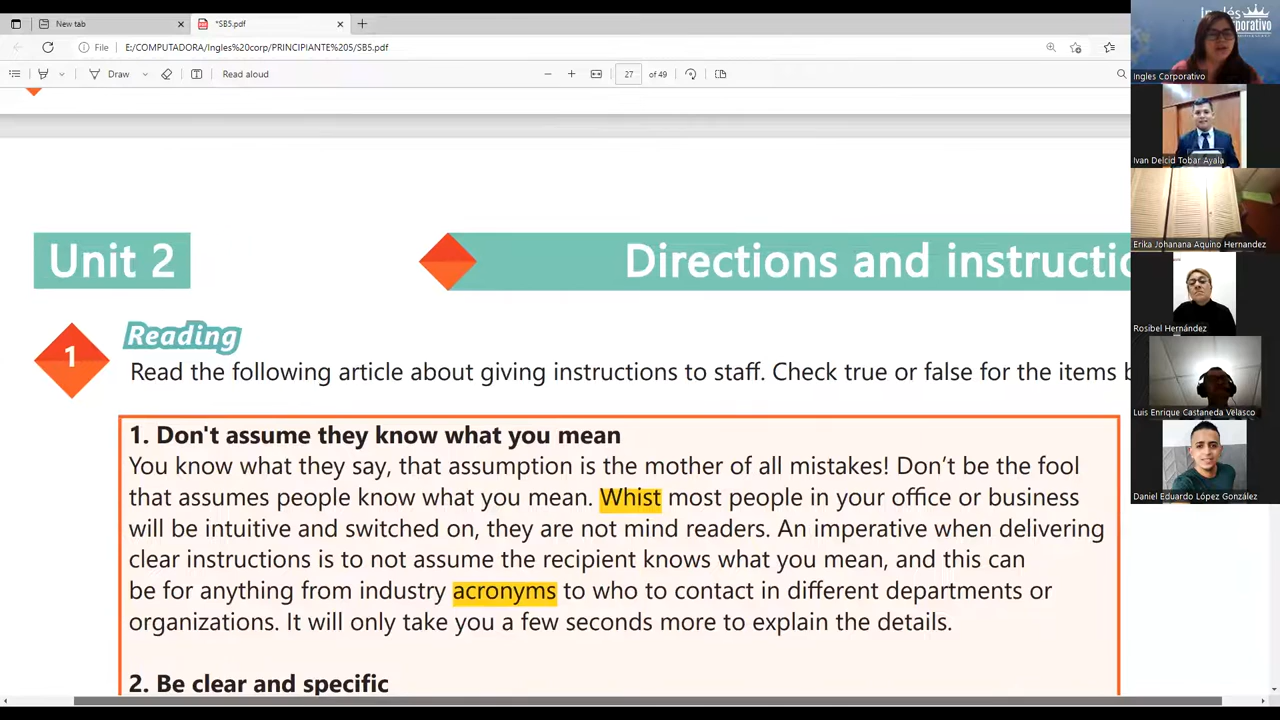 New tab
*SB5.pdf
File
E:/COMPUTADORA/Ingles%20corp/PRINCIPIANTE%205/SB5.pdf
Draw
Read aloud
27
of 49
Unit 2
Directions and instructio
Reading
1
Read the following article about giving instructions to staff. Check true or false for the items b
1. Don't assume they know what you mean
You know what they say, that assumption is the mother of all mistakes! Don’t be the fool
that assumes people know what you mean. Whist most people in your office or business
will be intuitive and switched on, they are not mind readers. An imperative when delivering
clear instructions is to not assume the recipient knows what you mean, and this can
be for anything from industry acronyms to who to contact in different departments or
organizations. It will only take you a few seconds more to explain the details.
2. Be clear and specific
Inglés
Ingles Corporativo
Ivan Delcid Tobar Ayala
Erika Johanana Aquino Hernandez
Rosibel Hernández
Luis Enrique Castaneda Velasco
Daniel Eduardo López González